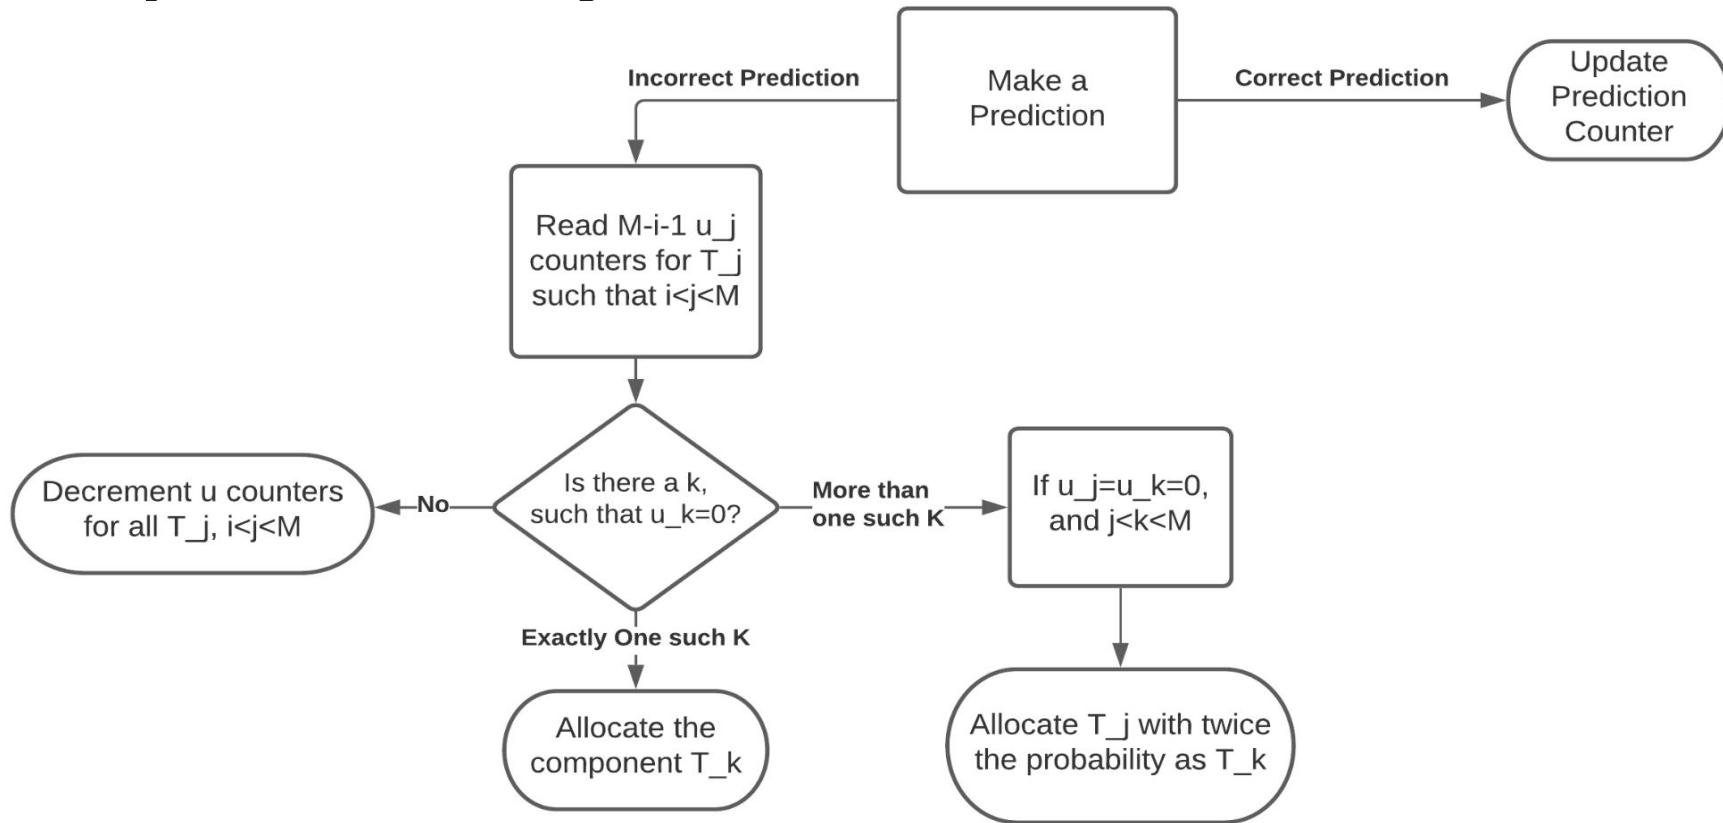 Incorrect Prediction
Make a
Prediction
Correct Prediction
Update
Prediction
Counter
Read M-i-1 u_j
counters for T_j
such that i<j<M
Decrement u counters
for all T_j, i<j<M
No
Is there a k,
such that u_k=0?
More than
one such K
If u_j=u_k=0,
and j<k<M
Exactly One such K
Allocate the
component T_k
Allocate T_j with twice
the probability as T_k